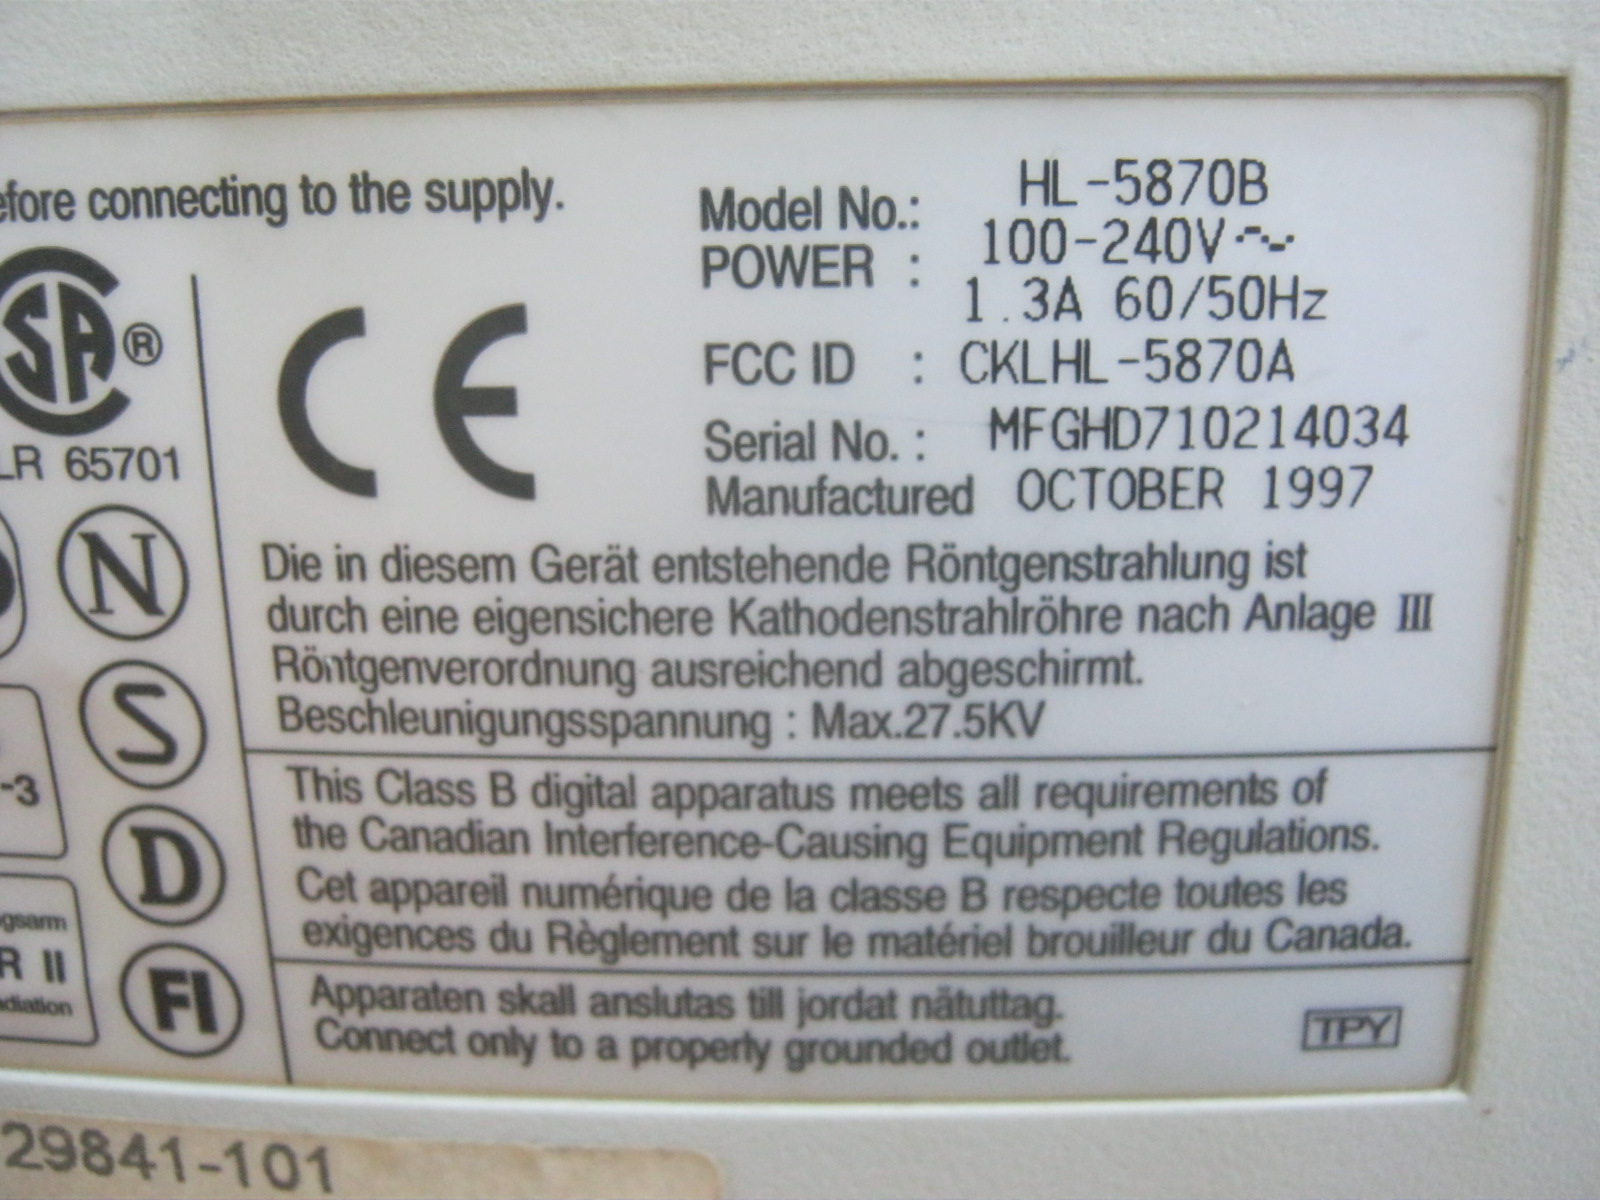 before connecting to the supply.
Model No.: HL-5870B
POWER : 100-240V
1.3A 60/50Hz
FCC ID : CKLHL-5870A
Serial No. : MFGHD710214034
Manufactured OCTOBER 1997
SA ®
LR 65701
CE
N
S
D
FI
-3
R II
Die in diesem Gerät entstehende Röntgenstrahlung ist
durch eine eigensichere Kathodenstrahlröhre nach Anlage III
Röntgenverordnung ausreichend abgeschirmt.
Beschleunigungsspannung : Max.27.5KV
This Class B digital apparatus meets all requirements of
the Canadian Interference-Causing Equipment Regulations.
Cet appareil numérique de la classe B respecte toutes les
exigences du Règlement sur le matériel brouilleur du Canada.
Apparaten skall anslutas till jordat nätuttag.
Connect only to a properly grounded outlet.
TPY
29841-101